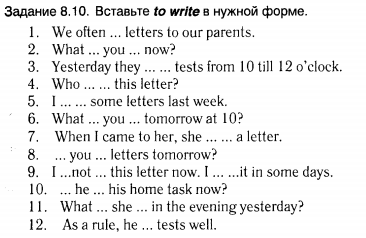 Задание 8.10. Вставьте to write в нужной форме.
1. We often ... letters to our parents.
2. What ... you ... now?
3. Yesterday they ... ... tests from 10 till 12 o'clock.
4. Who ... ... this letter?
5. I ... ... some letters last week.
6. What ... you ... tomorrow at 10?
7. When I came to her, she ... ... a letter.
8. ... you ... letters tomorrow?
9. I ...not ... this letter now. I ... ...it in some days.
10. ... he ... his home task now?
11. What ... she ... in the evening yesterday?
12. As a rule, he ... tests well.